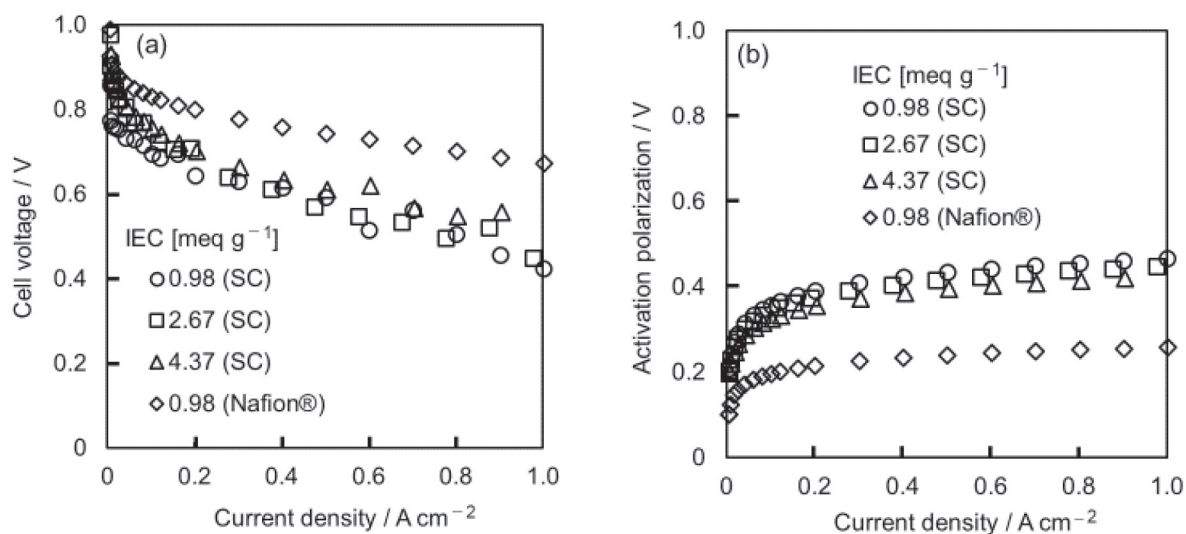 (a)
Cell voltage / V
1.0
0.8
0.6
0.4
0.2
0
IEC [meq g−1]
0.98 (SC)
2.67 (SC)
4.37 (SC)
0.98 (Nafion®)
0 0.2 0.4 0.6 0.8 1.0
Current density / A cm−2
(b)
Activation polarization / V
1.0
0.8
0.6
0.4
0.2
0
IEC [meq g−1]
0.98 (SC)
2.67 (SC)
4.37 (SC)
0.98 (Nafion®)
0 0.2 0.4 0.6 0.8 1.0
Current density / A cm−2